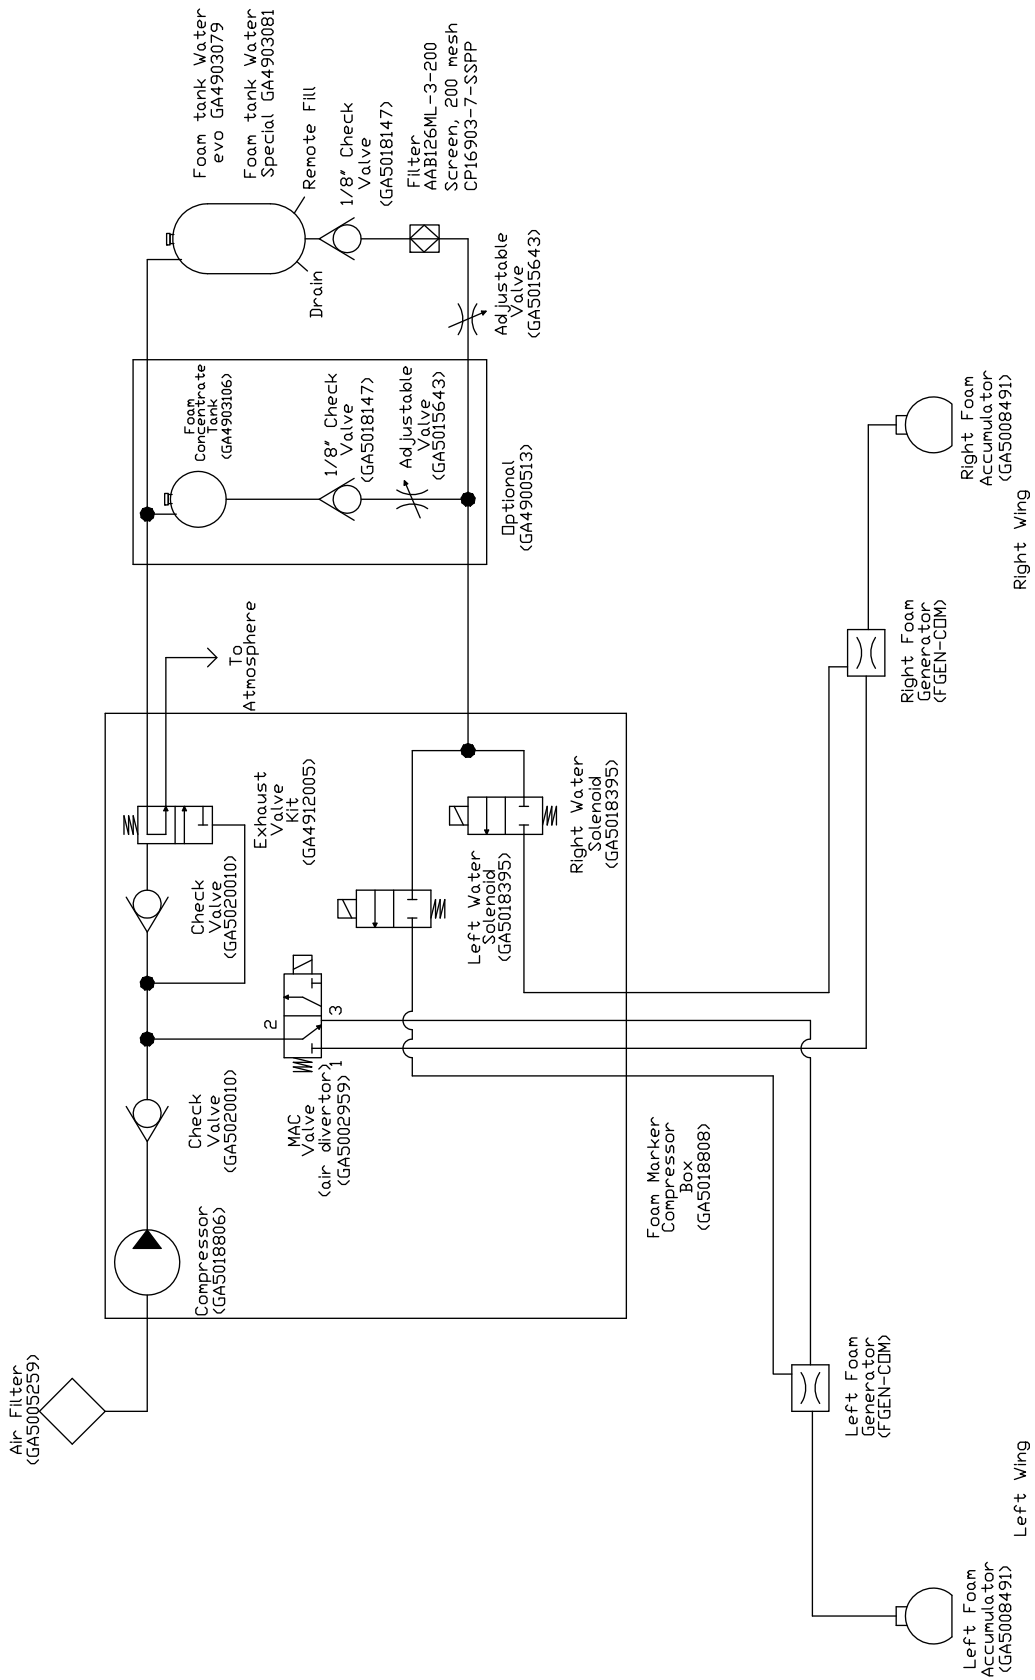 Air Filter
(GA5005259)
Compressor
(GA5018806)
Check
Valve
(GA5020010)
MAC
Valve
(air divertor)
(GA5002959)
1
2
3
Check
Valve
(GA5020010)
Exhaust
Valve
Kit
(GA4912005)
To
Atmosphere
Left Water
Solenoid
(GA5018395)
Right Water
Solenoid
(GA5018395)
Foam Marker
Compressor
Box
(GA5018808)
Foam
Concentrate
Tank
(GA4903106)
1/8" Check
Valve
(GA5018147)
Adjustable
Valve
(GA5015643)
Optional
(GA4900513)
Foam tank Water
evo GA4903079
Foam tank Water
Special GA4903081
Remote Fill
Drain
1/8" Check
Valve
(GA5018147)
Filter
AAB126ML-3-200
Screen, 200 mesh
CP16903-7-SSPP
Adjustable
Valve
(GA5015643)
Left Foam
Generator
(FGEN-COM)
Right Foam
Generator
(FGEN-COM)
Left Foam
Accumulator
(GA5008491)
Right Foam
Accumulator
(GA5008491)
Left Wing
Right Wing